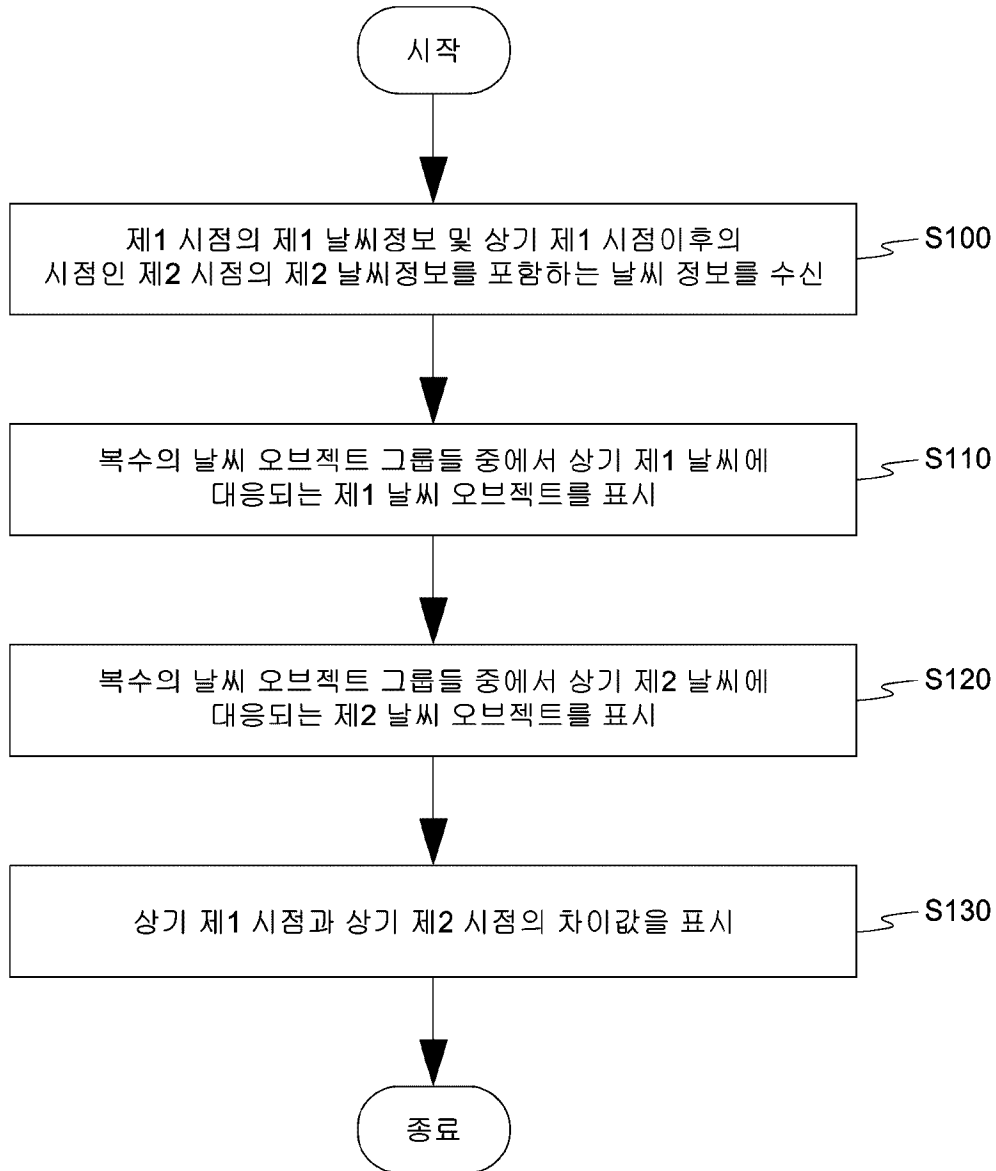 시작
제1 시점의 제1 날씨정보 및 상기 제1 시점이후의
시점인 제2 시점의 제2 날씨정보를 포함하는 날씨 정보를 수신
S100
복수의 날씨 오브젝트 그룹들 중에서 상기 제1 날씨에
대응되는 제1 날씨 오브젝트를 표시
S110
복수의 날씨 오브젝트 그룹들 중에서 상기 제2 날씨에
대응되는 제2 날씨 오브젝트를 표시
S120
상기 제1 시점과 상기 제2 시점의 차이값을 표시
S130
종료